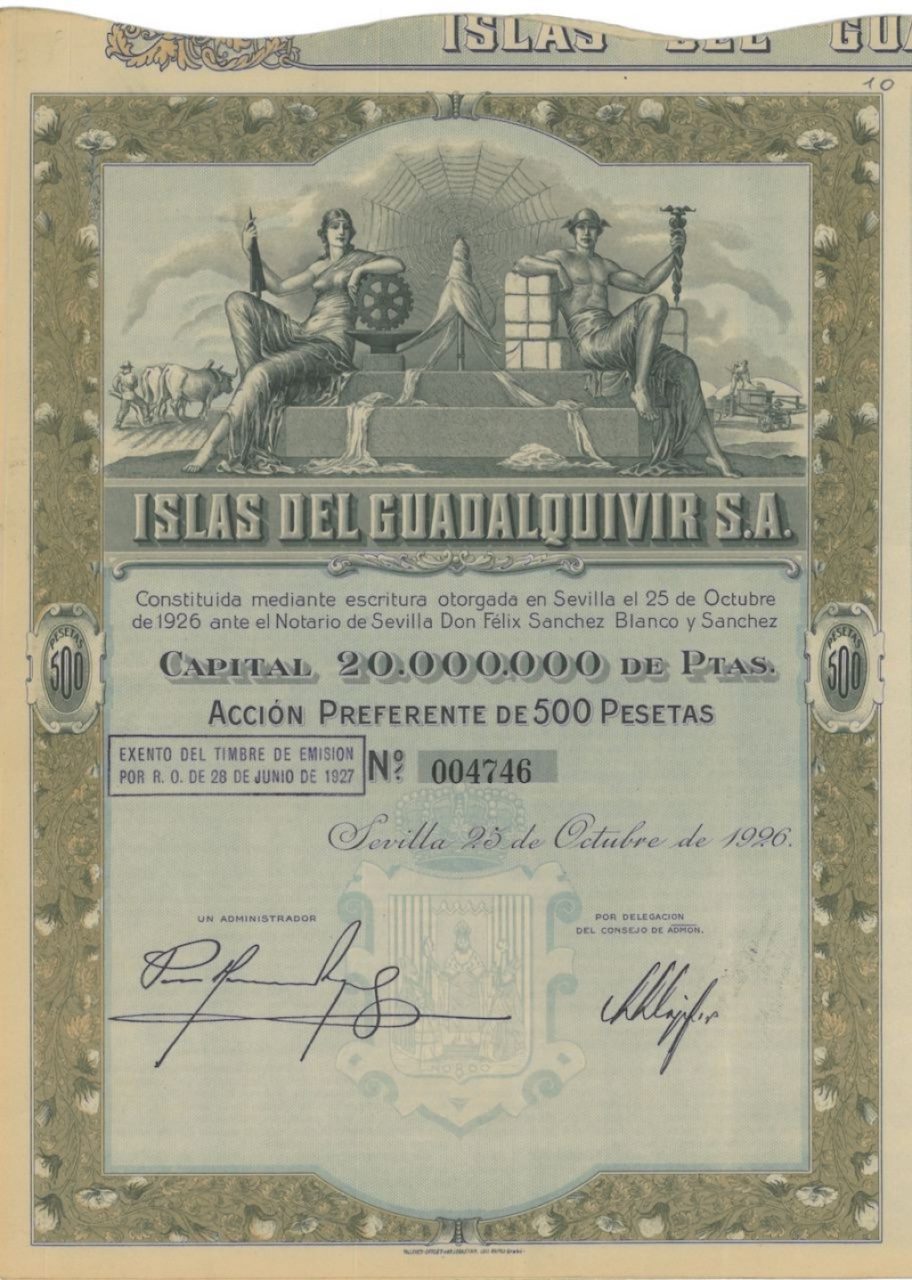 ISLAS DEL GU
10
ISLAS DEL GUADALQUIVIR S.A.
Constituida mediante escritura otorgada en Sevilla el 25 de Octubre
de 1926 ante el Notario de Sevilla Don Félix Sanchez Blanco y Sanchez
PESETAS
500
PESETAS
500
CAPITAL 20.000.000 DE PTAS.
ACCIÓN PREFERENTE DE 500 PESETAS
EXENTO DEL TIMBRE DE EMISION
POR R. O. DE 28 DE JUNIO DE 1927
Nº 004746
Sevilla 25 de Octubre de 1926.
UN ADMINISTRADOR
POR DELEGACION
DEL CONSEJO DE ADMON.
NO8DO